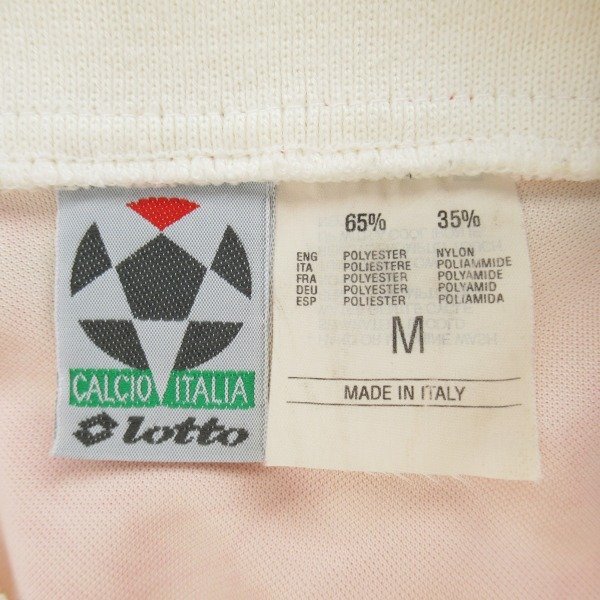 CALCIO ITALIA
lotto
65% 35%
ENG POLYESTER NYLON
ITA POLIESTERE POLIAMMIDE
FRA POLYESTER POLYAMIDE
DEU POLYESTER POLYAMID
ESP POLIESTER POLIAMIDA
M
MADE IN ITALY